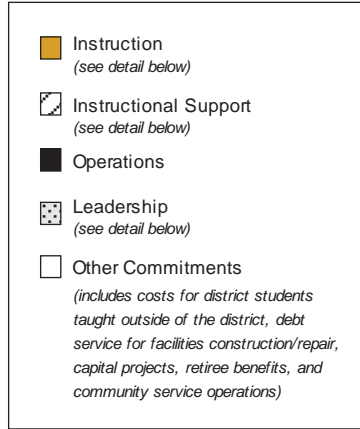 Instruction
(see detail below)
Instructional Support
(see detail below)
Operations
Leadership
(see detail below)
Other Commitments
(includes costs for district students
taught outside of the district, debt
service for facilities construction/repair,
capital projects, retiree benefits, and
community service operations)